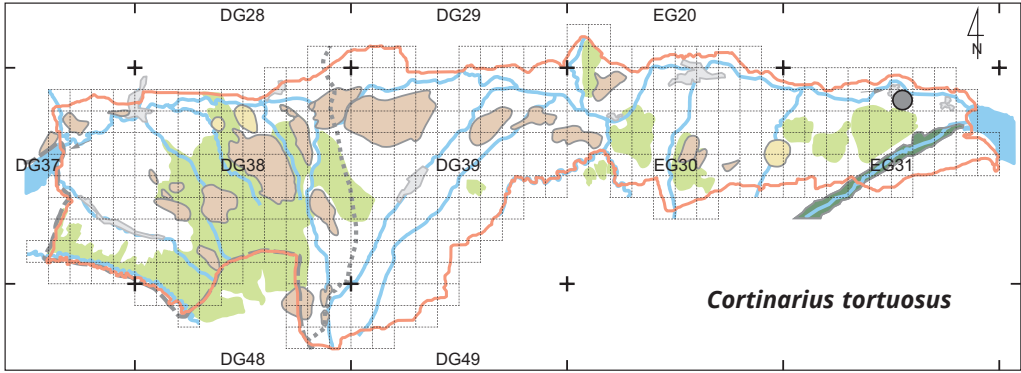 DG28 DG29 EG20
N
DG37 DG38 DG39 EG30 EG31
Cortinarius tortuosus
DG48 DG49